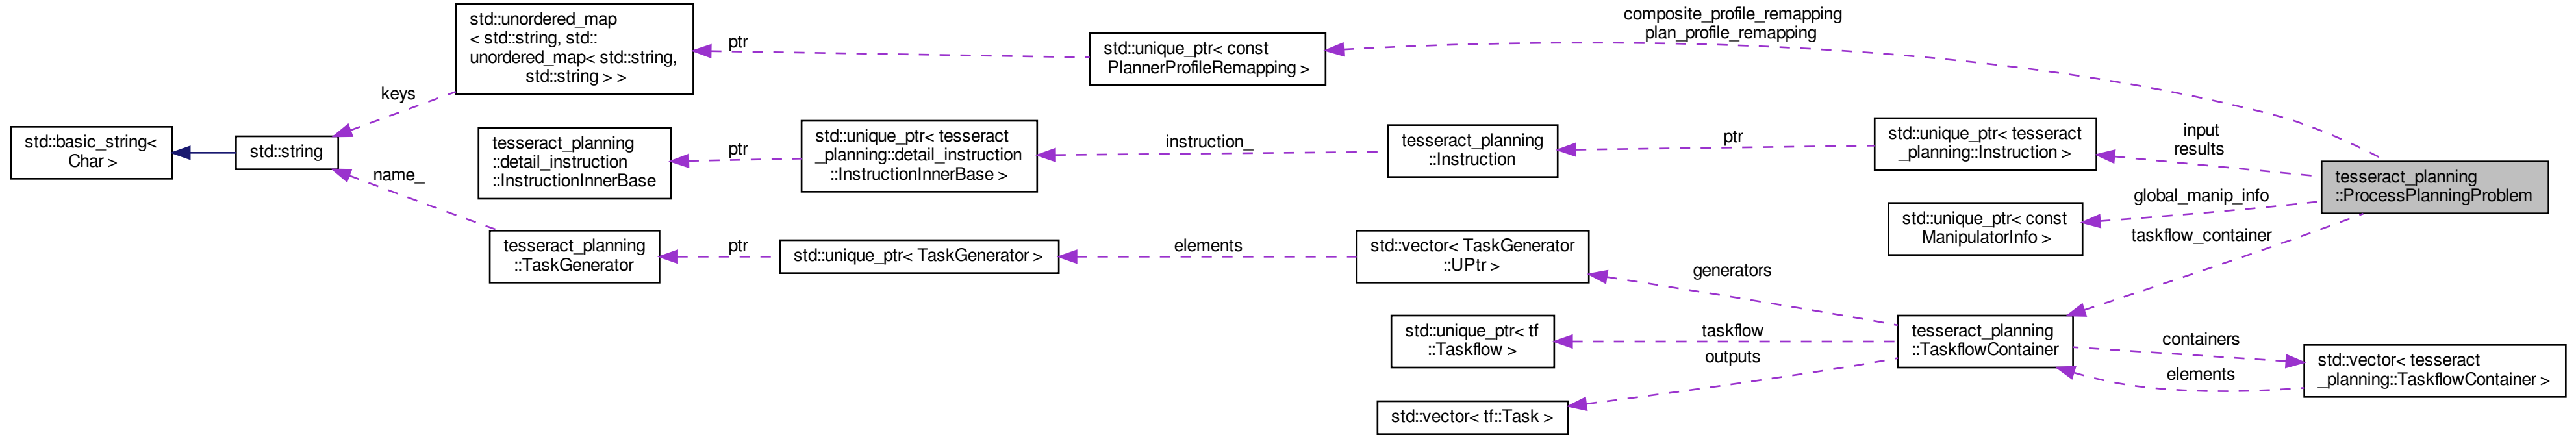 std::unordered_map
< std::string, std::
unordered_map< std::string,
std::string > >
ptr
std::unique_ptr< const
PlannerProfileRemapping >
composite_profile_remapping
plan_profile_remapping
keys
std::basic_string<
Char >
std::string
name_
tesseract_planning
::detail_instruction
::InstructionInnerBase
ptr
std::unique_ptr< tesseract
_planning::detail_instruction
::InstructionInnerBase >
instruction_
tesseract_planning
::Instruction
ptr
std::unique_ptr< tesseract
_planning::Instruction >
input
results
tesseract_planning
::ProcessPlanningProblem
global_manip_info
std::unique_ptr< const
ManipulatorInfo >
taskflow_container
tesseract_planning
::TaskGenerator
ptr
std::unique_ptr< TaskGenerator >
elements
std::vector< TaskGenerator
::UPtr >
generators
std::unique_ptr< tf
::Taskflow >
taskflow
outputs
tesseract_planning
::TaskflowContainer
containers
elements
std::vector< tesseract
_planning::TaskflowContainer >
std::vector< tf::Task >